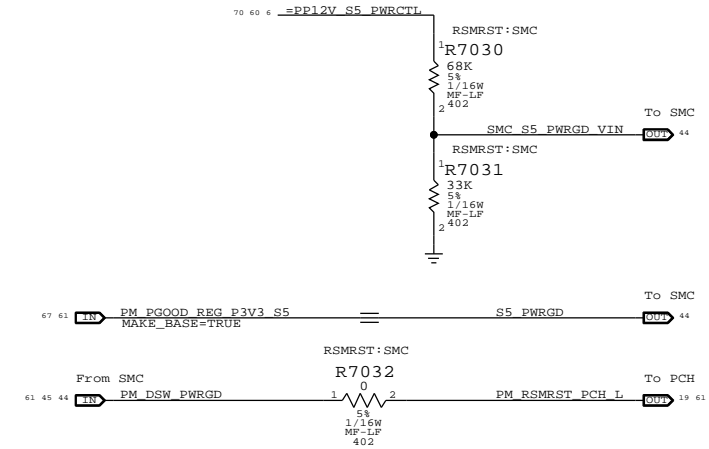 70 60 6 =PP12V_S5_PWRCTL
RSMRST:SMC
1 R7030
68K
5%
1/16W
MF-LF
2 402
To SMC
SMC_S5_PWRGD_VIN OUT 44
RSMRST:SMC
1 R7031
33K
5%
1/16W
MF-LF
2 402
To SMC
67 61 IN PM_PGOOD_REG_P3V3_S5 S5_PWRGD OUT 44
MAKE_BASE=TRUE
RSMRST:SMC
From SMC R7032 To PCH
0
61 45 44 IN PM_DSW_PWRGD 1 2 PM_RSMRST_PCH_L OUT 19 61
5%
1/16W
MF-LF
402